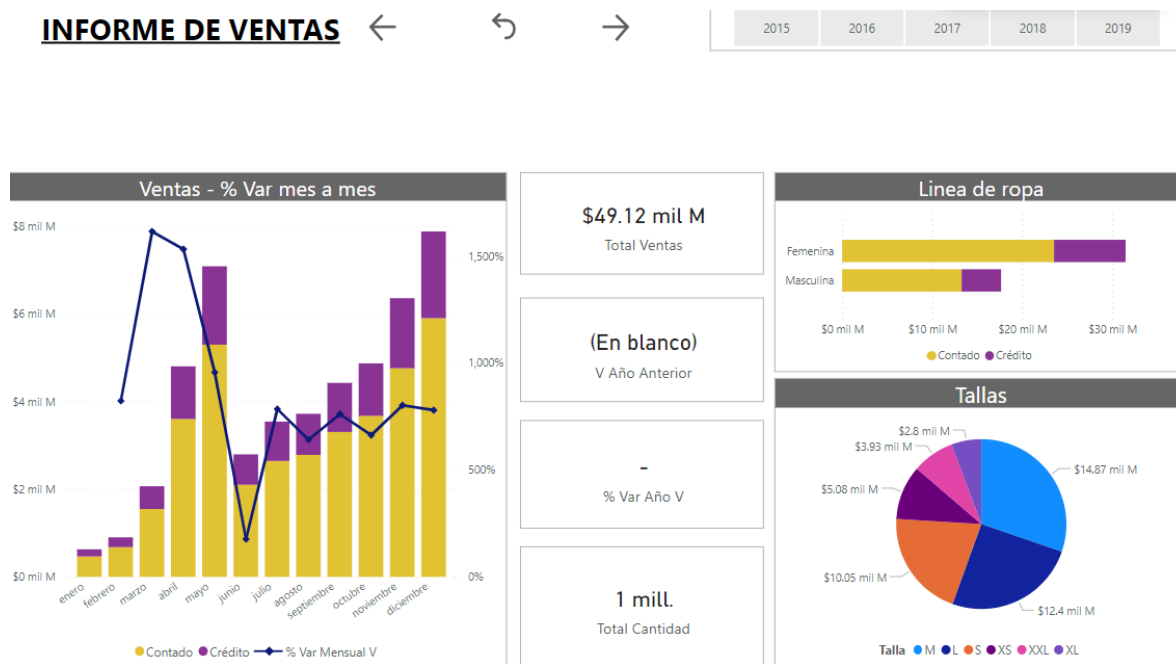 INFORME DE VENTAS
2015 2016 2017 2018 2019
Ventas - % Var mes a mes
$8 mil M
$6 mil M
$4 mil M
$2 mil M
$0 mil M
1,500%
1,000%
500%
0%
enero febrero marzo abril mayo junio julio agosto septiembre octubre noviembre diciembre
Contado Crédito % Var Mensual V
$49.12 mil M
Total Ventas
(En blanco)
V Año Anterior
-
% Var Año V
1 mill.
Total Cantidad
Linea de ropa
Femenina
Masculina
$0 mil M $10 mil M $20 mil M $30 mil M
Contado Crédito
Tallas
$2.8 mil M
$3.93 mil M
$14.87 mil M
$5.08 mil M
$10.05 mil M
$12.4 mil M
Talla M L S XS XXL XL